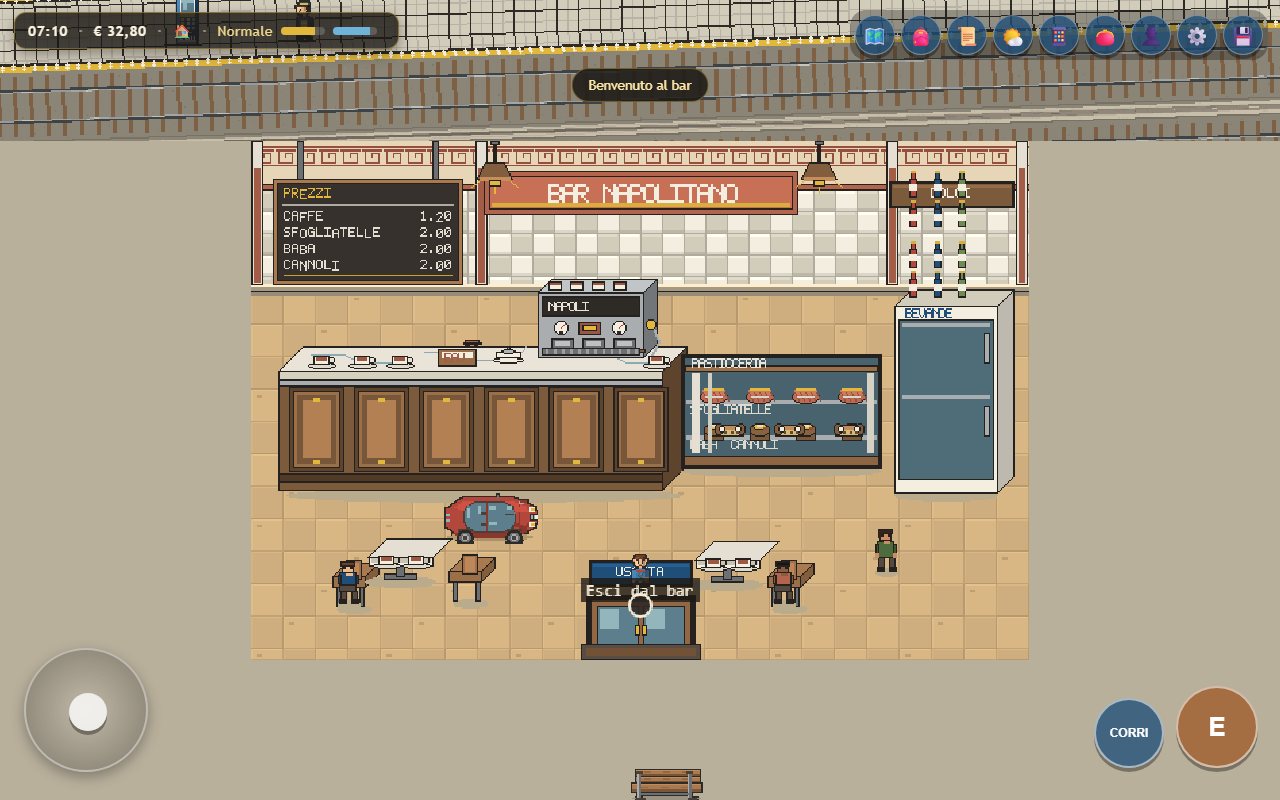 07:10 · € 32,80 · 🏠 · Normale
Benvenuto al bar
PREZZI
CAFFE 1.20
SFOGLIATELLE 2.00
BABA 2.00
CANNOLI 2.00
BAR NAPOLITANO
NAPOLI
BEVANDE
PASTICCERIA
SFOGLIATELLE
BABA CANNOLI
Esci dal bar
CORRI
E